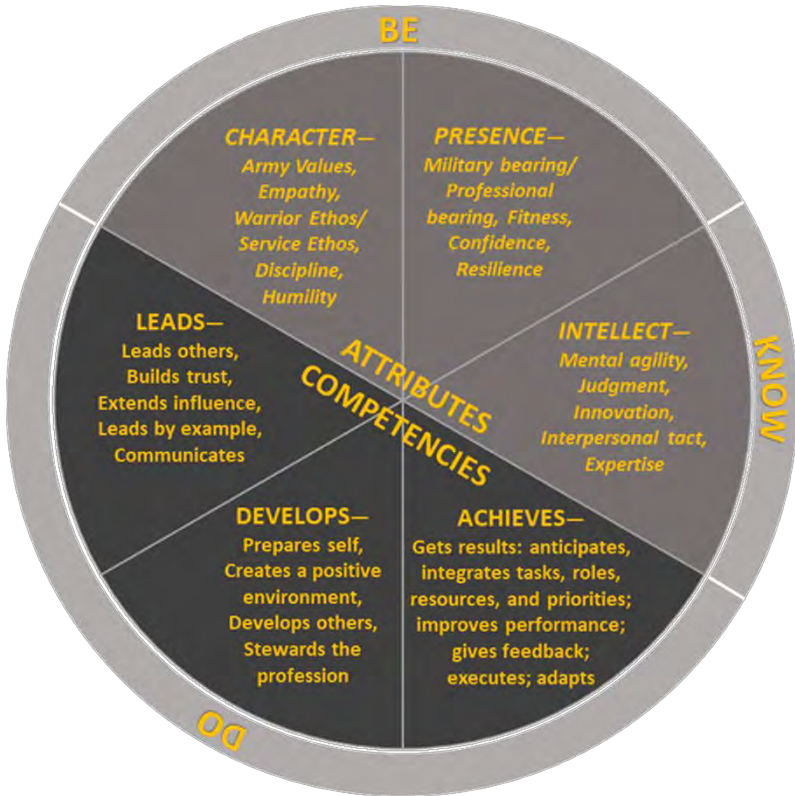 BE
CHARACTER—
Army Values,
Empathy,
Warrior Ethos/
Service Ethos,
Discipline,
Humility
PRESENCE—
Military bearing/
Professional
bearing, Fitness,
Confidence,
Resilience
KNOW
INTELLECT—
Mental agility,
Judgment,
Innovation,
Interpersonal tact,
Expertise
ATTRIBUTES
COMPETENCIES
LEADS—
Leads others,
Builds trust,
Extends influence,
Leads by example,
Communicates
DEVELOPS—
Prepares self,
Creates a positive
environment,
Develops others,
Stewards the
profession
ACHIEVES—
Gets results: anticipates,
integrates tasks, roles,
resources, and priorities;
improves performance;
gives feedback;
executes; adapts
DO